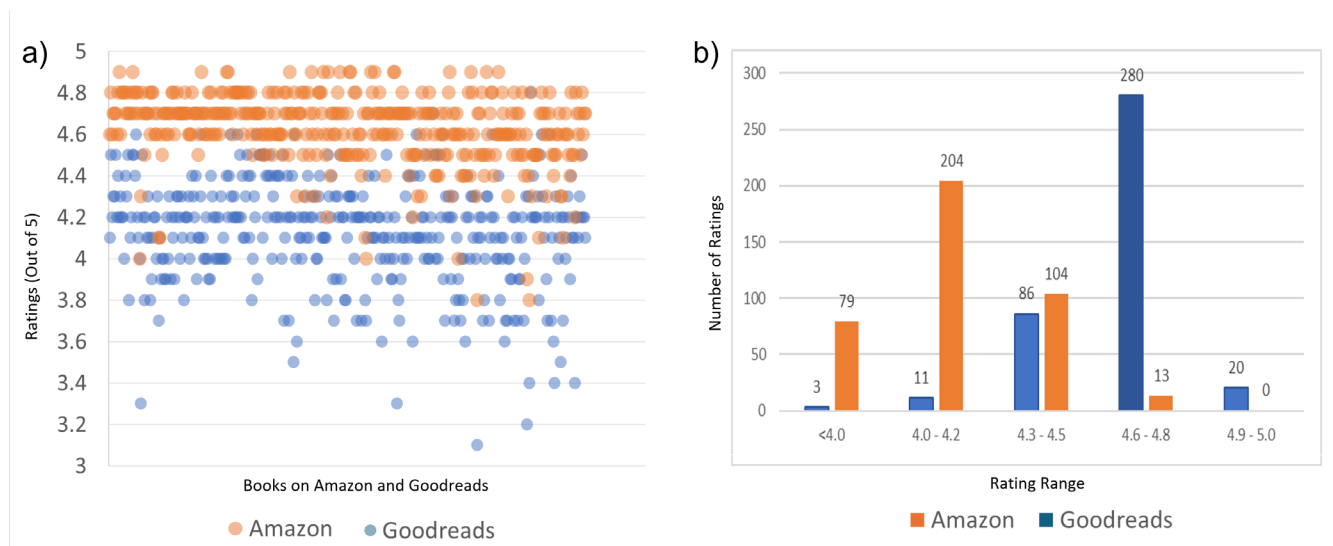 a)
5
4.8
4.6
4.4
4.2
4
3.8
3.6
3.4
3.2
3
Ratings (Out of 5)
Books on Amazon and Goodreads
Amazon Goodreads
b)
300
250
200
150
100
50
0
Number of Ratings
3 79 11 204 86 104 280 13 20 0
<4.0 4.0 - 4.2 4.3 - 4.5 4.6 - 4.8 4.9 - 5.0
Rating Range
Amazon Goodreads